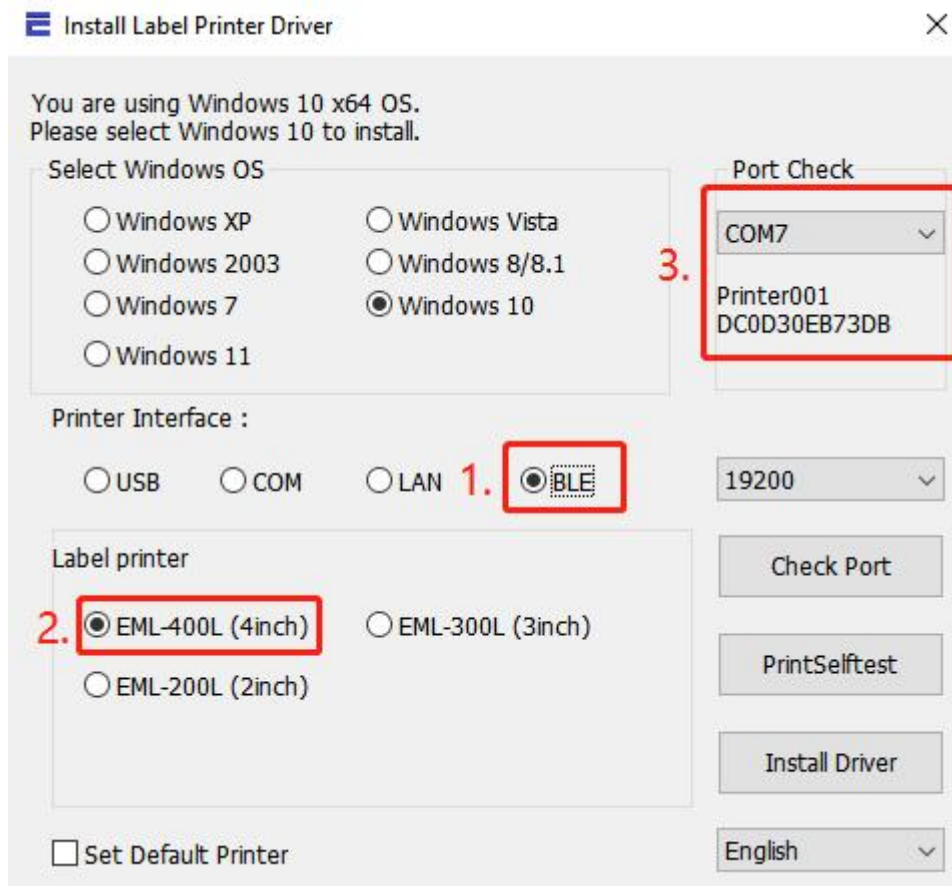 Install Label Printer Driver
You are using Windows 10 x64 OS.
Please select Windows 10 to install.
Select Windows OS
Port Check
Windows XP
Windows Vista
COM7
Windows 2003
Windows 8/8.1
3.
Windows 7
Windows 10
Printer001
DC0D30EB73DB
Windows 11
Printer Interface :
USB
COM
LAN
1.
BLE
19200
Label printer
Check Port
2.
EML-400L (4inch)
EML-300L (3inch)
PrintSelftest
EML-200L (2inch)
Install Driver
Set Default Printer
English